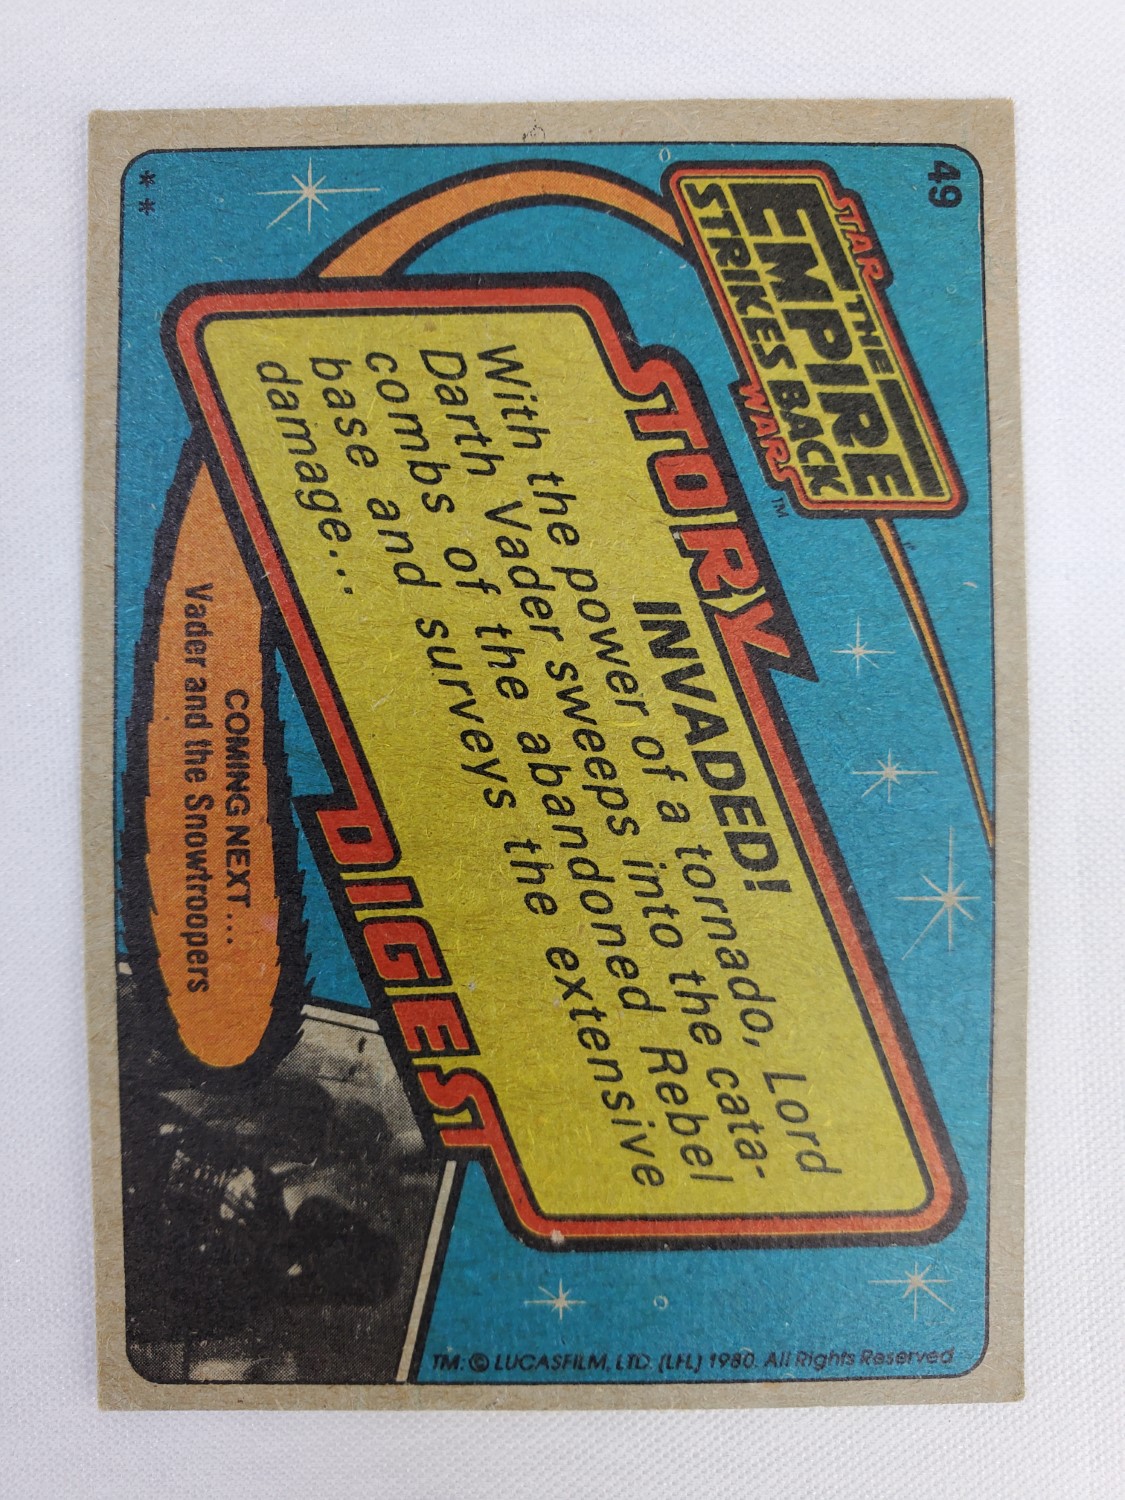 49
STAR
THE
EMPIRE
STRIKES BACK
WARS™
STORY
INVADED!
With the power of a tornado, Lord
Darth Vader sweeps into the cata-
combs of the abandoned Rebel
base and surveys the extensive
damage...
DIGEST
COMING NEXT...
Vader and the Snowtroopers
**
TM: © LUCASFILM, LTD. (LFL) 1980. All Rights Reserved